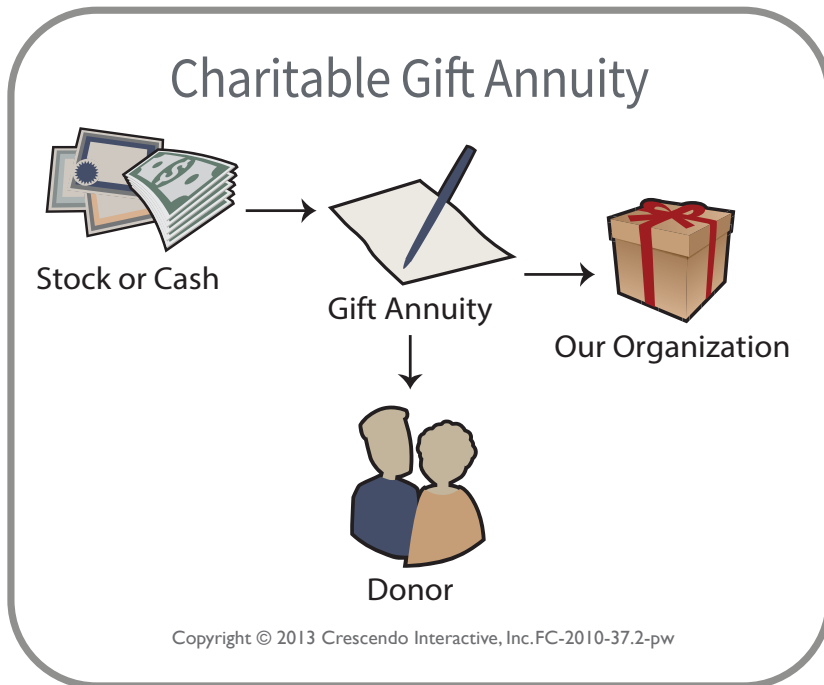 Charitable Gift Annuity
Stock or Cash
Gift Annuity
Our Organization
Donor
Copyright © 2013 Crescendo Interactive, Inc.FC-2010-37.2-pw